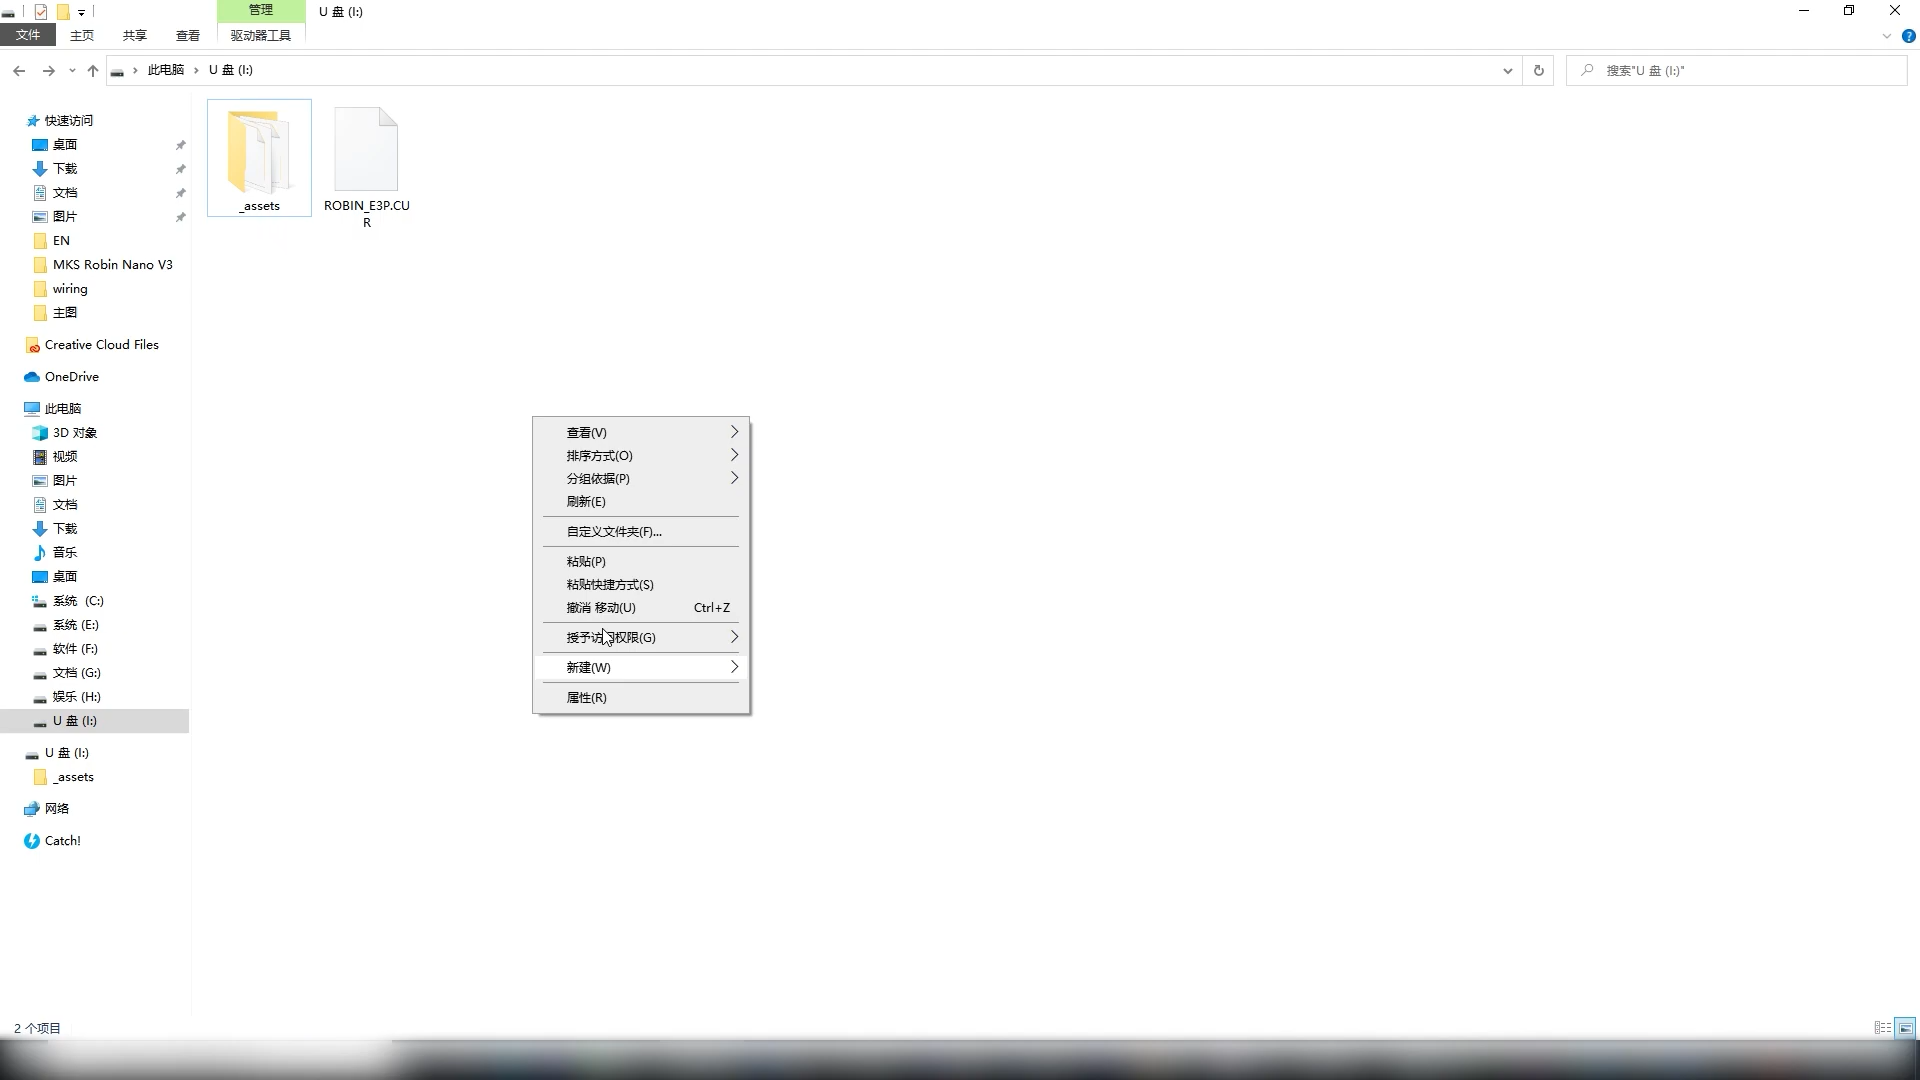 管理
U 盘 (I:)
文件
主页
共享
查看
驱动器工具
此电脑
U 盘 (I:)
搜索"U 盘 (I:)"
快速访问
桌面
下载
文档
图片
EN
MKS Robin Nano V3
wiring
主图
Creative Cloud Files
OneDrive
此电脑
3D 对象
视频
图片
文档
下载
音乐
桌面
系统 (C:)
系统 (E:)
软件 (F:)
文档 (G:)
娱乐 (H:)
U 盘 (I:)
U 盘 (I:)
_assets
网络
Catch!
_assets
ROBIN_E3P.CU
R
查看(V)
排序方式(O)
分组依据(P)
刷新(E)
自定义文件夹(F)...
粘贴(P)
粘贴快捷方式(S)
撤消 移动(U) Ctrl+Z
授予访问权限(G)
新建(W)
属性(R)
2 个项目